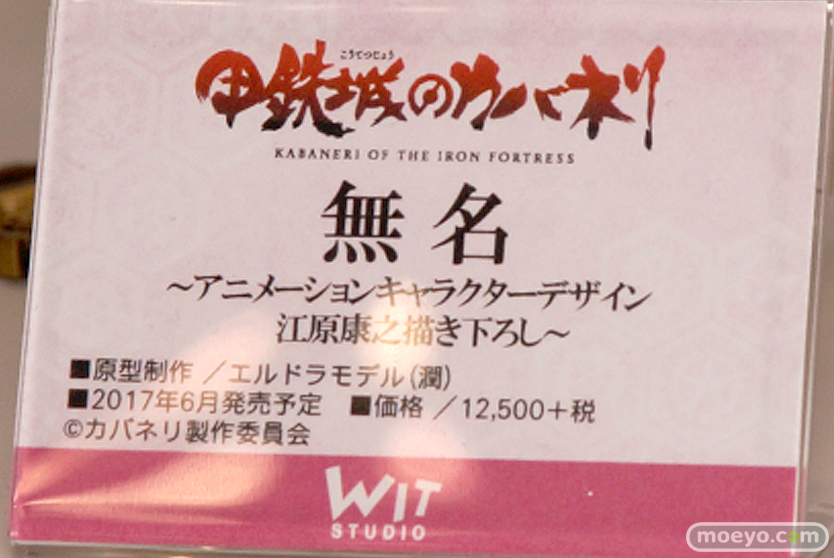 こうてつじょう
甲鉄城のカバネリ
KABANERI OF THE IRON FORTRESS
無名
~アニメーションキャラクターデザイン
江原康之描き下ろし~
■原型制作 /エルドラモデル(潤)
■2017年6月発売予定 ■価格 /12,500+税
©カバネリ製作委員会
WIT
STUDIO
moeyo.com